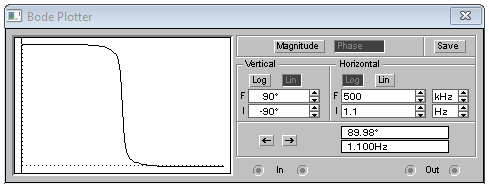 Bode Plotter
Magnitude Phase Save
Vertical Horizontal
Log Lin Log Lin
F 90° F 500 kHz
I -90° I 1.1 Hz
← → 89.98°
1.100Hz
In Out